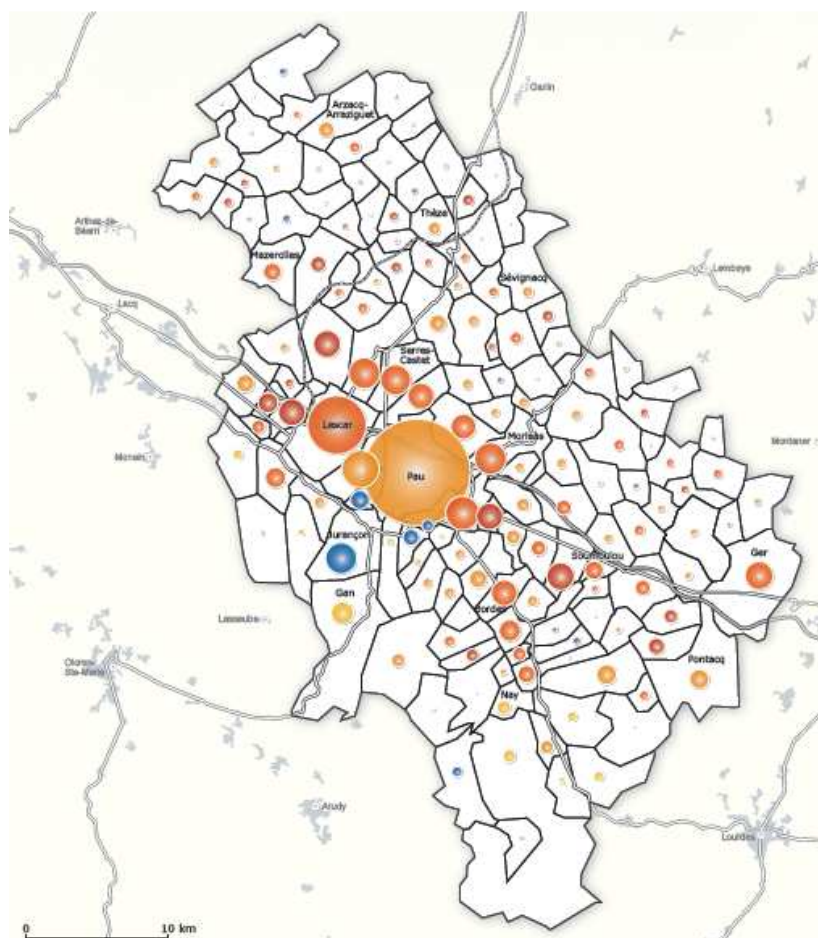 Garlin
Arzacq-
Arraziguet
Arthez-de-
Béarn
Thèze
Mazerolles
Sévignacq
Lembeye
Lacq
Serres-
Castet
Lescar
Morlaàs
Montaner
Monein
Pau
Jurançon
Soumoulou
Ger
Gan
Bordes
Lasseube
Oloron-
Ste-Marie
Pontacq
Nay
Arudy
Lourdes
0 10 km